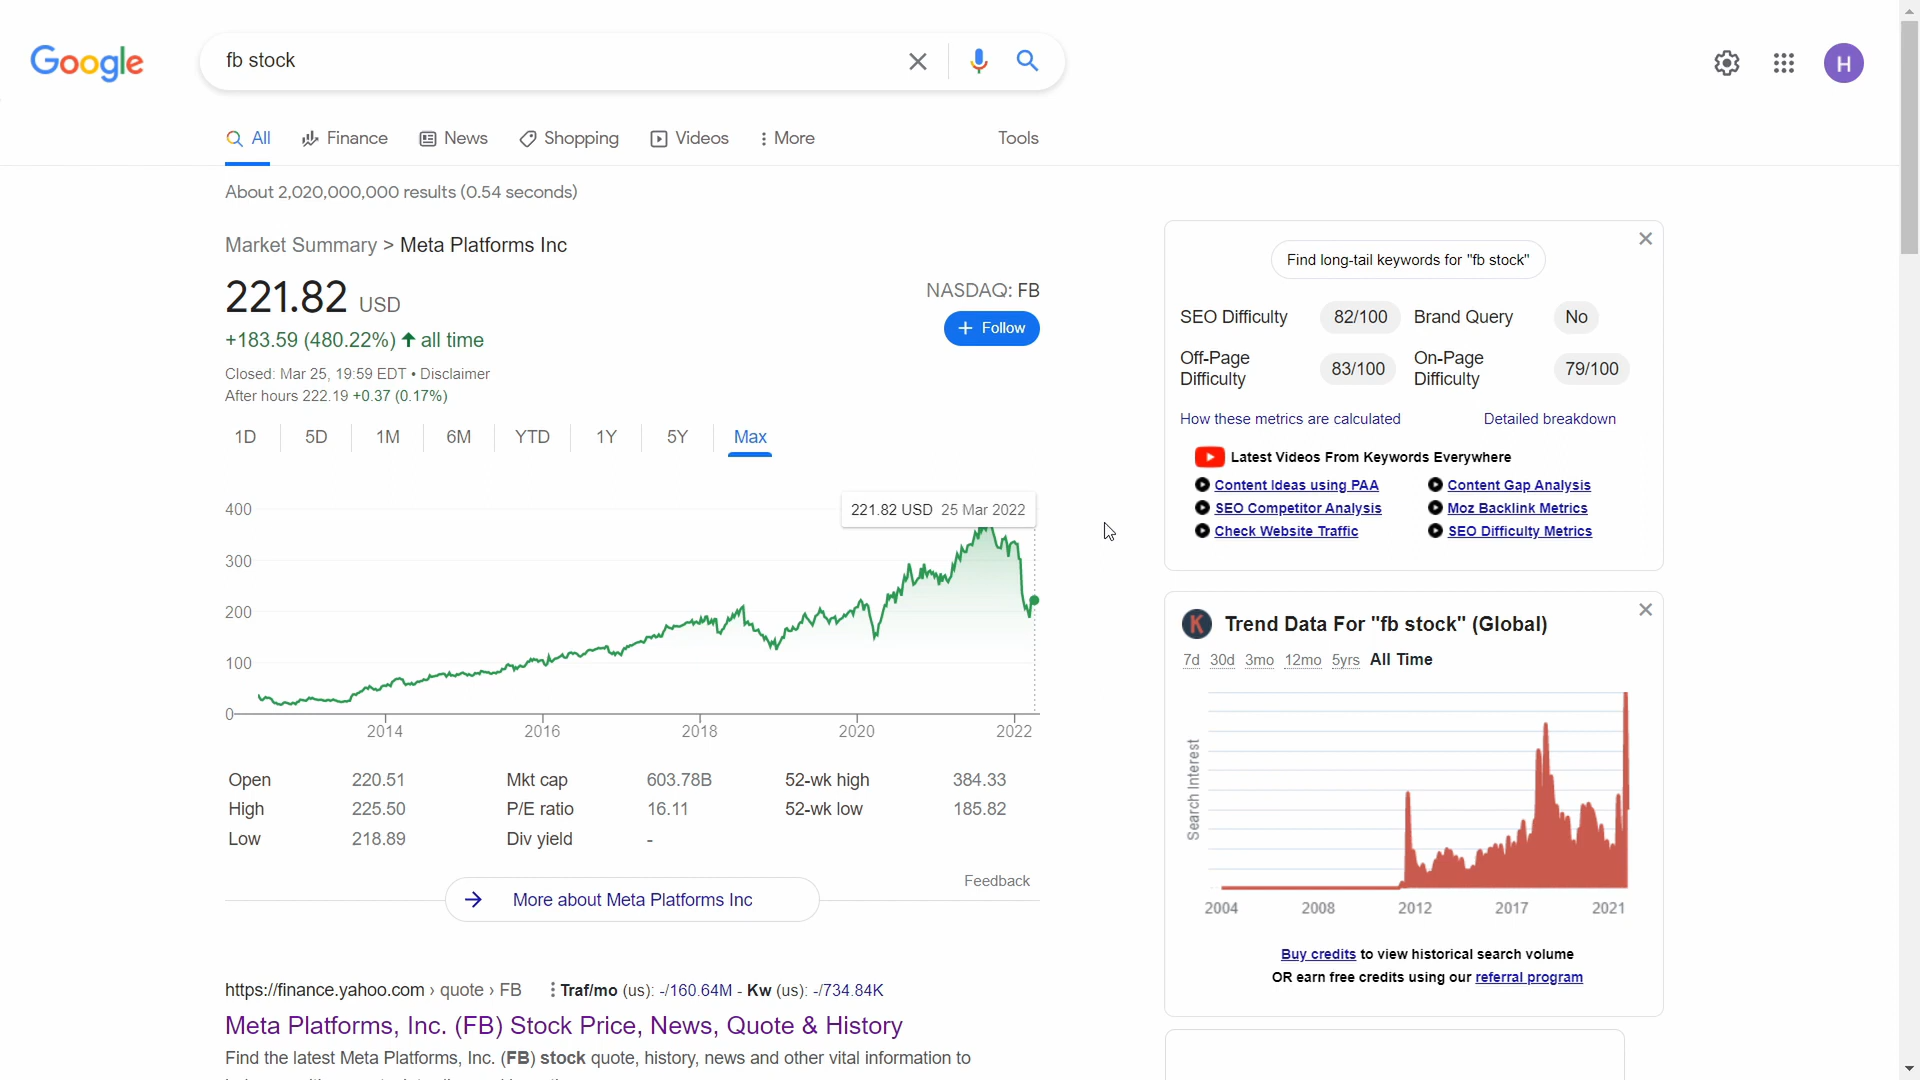 Google
fb stock
H
All Finance News Shopping Videos More Tools
About 2,020,000,000 results (0.54 seconds)
Market Summary > Meta Platforms Inc
221.82 USD
NASDAQ: FB
+ Follow
+183.59 (480.22%) all time
Closed: Mar 25, 19:59 EDT • Disclaimer
After hours 222.19 +0.37 (0.17%)
1D 5D 1M 6M YTD 1Y 5Y Max
221.82 USD 25 Mar 2022
400
300
200
100
0
2014 2016 2018 2020 2022
Open 220.51 Mkt cap 603.78B 52-wk high 384.33
High 225.50 P/E ratio 16.11 52-wk low 185.82
Low 218.89 Div yield -
Feedback
More about Meta Platforms Inc
https://finance.yahoo.com › quote › FB Traf/mo (us): -/160.64M - Kw (us): -/734.84K
Meta Platforms, Inc. (FB) Stock Price, News, Quote & History
Find the latest Meta Platforms, Inc. (FB) stock quote, history, news and other vital information to
Find long-tail keywords for "fb stock"
SEO Difficulty 82/100 Brand Query No
Off-Page Difficulty 83/100 On-Page Difficulty 79/100
How these metrics are calculated Detailed breakdown
Latest Videos From Keywords Everywhere
Content Ideas using PAA Content Gap Analysis
SEO Competitor Analysis Moz Backlink Metrics
Check Website Traffic SEO Difficulty Metrics
K Trend Data For "fb stock" (Global)
7d 30d 3mo 12mo 5yrs All Time
Search Interest
2004 2008 2012 2017 2021
Buy credits to view historical search volume
OR earn free credits using our referral program